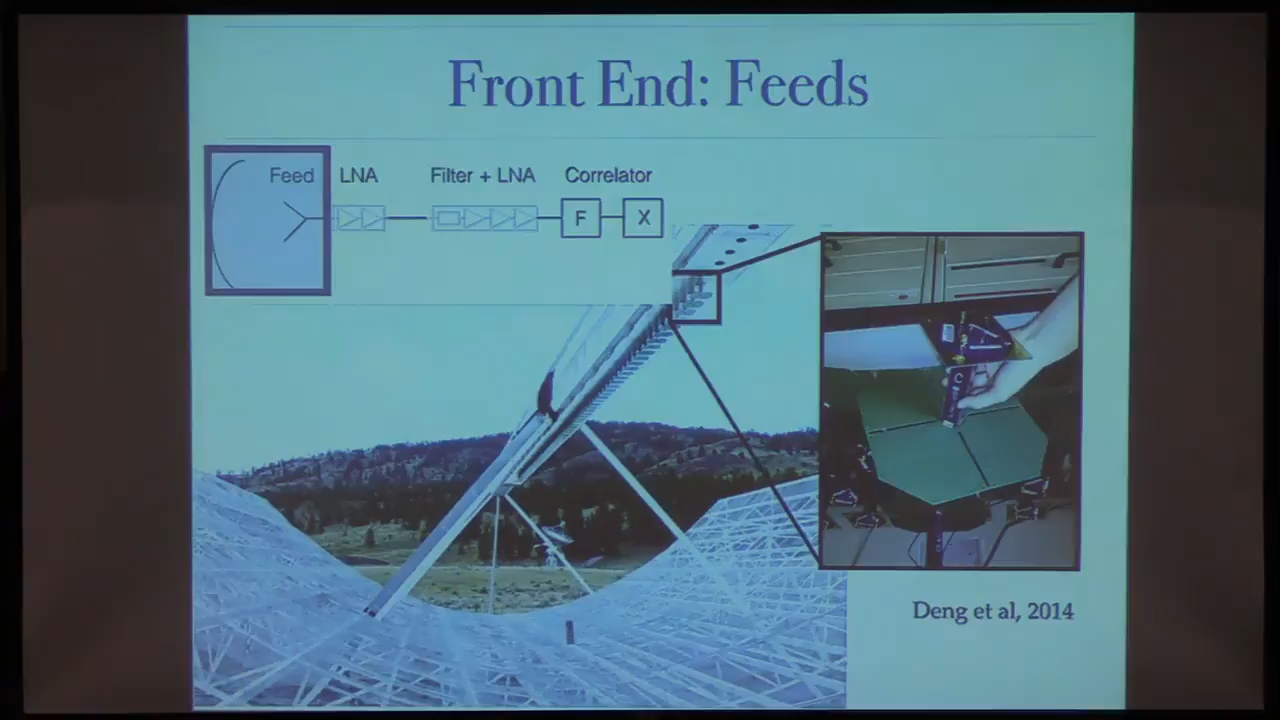 Front End: Feeds
Feed LNA Filter + LNA Correlator
F X
Deng et al, 2014